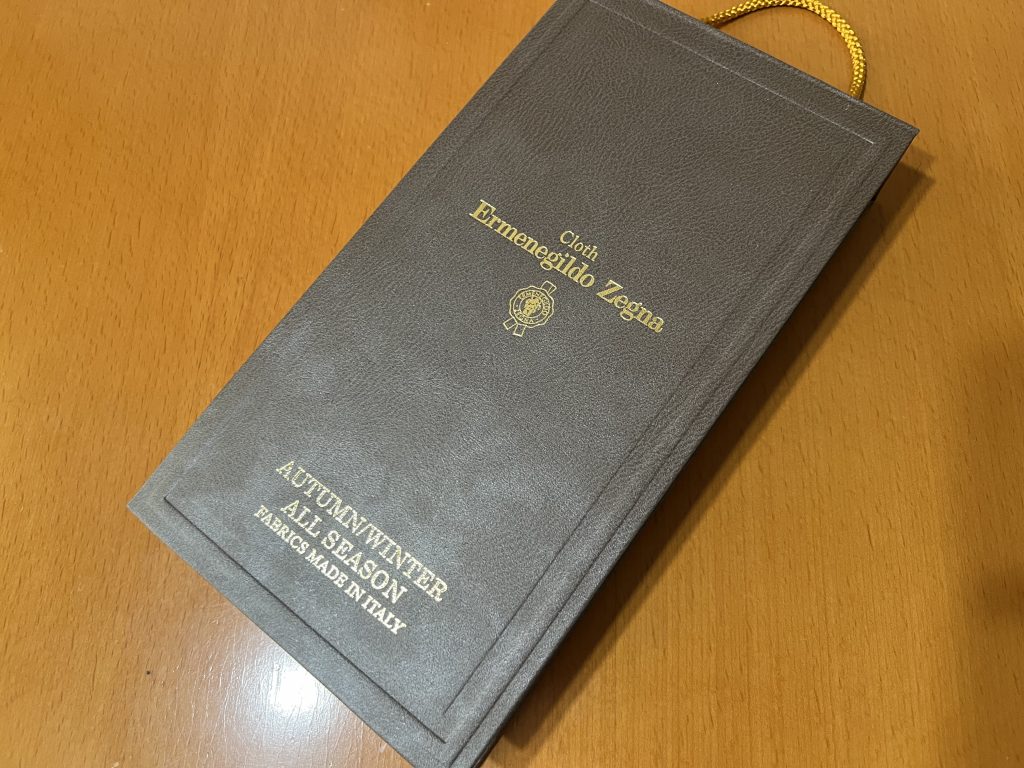 Cloth
Ermenegildo Zegna
AUTUMN/WINTER
ALL SEASON
FABRICS MADE IN ITALY